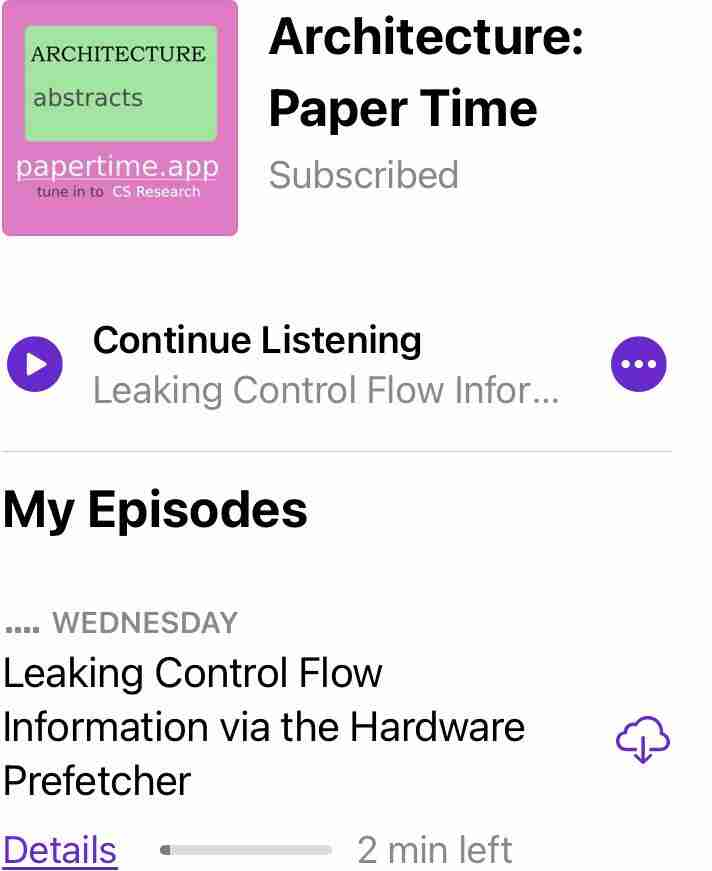 ARCHITECTURE
abstracts
papertime.app
tune in to CS Research
Architecture:
Paper Time
Subscribed
Continue Listening
Leaking Control Flow Infor...
My Episodes
.... WEDNESDAY
Leaking Control Flow
Information via the Hardware
Prefetcher
Details
2 min left